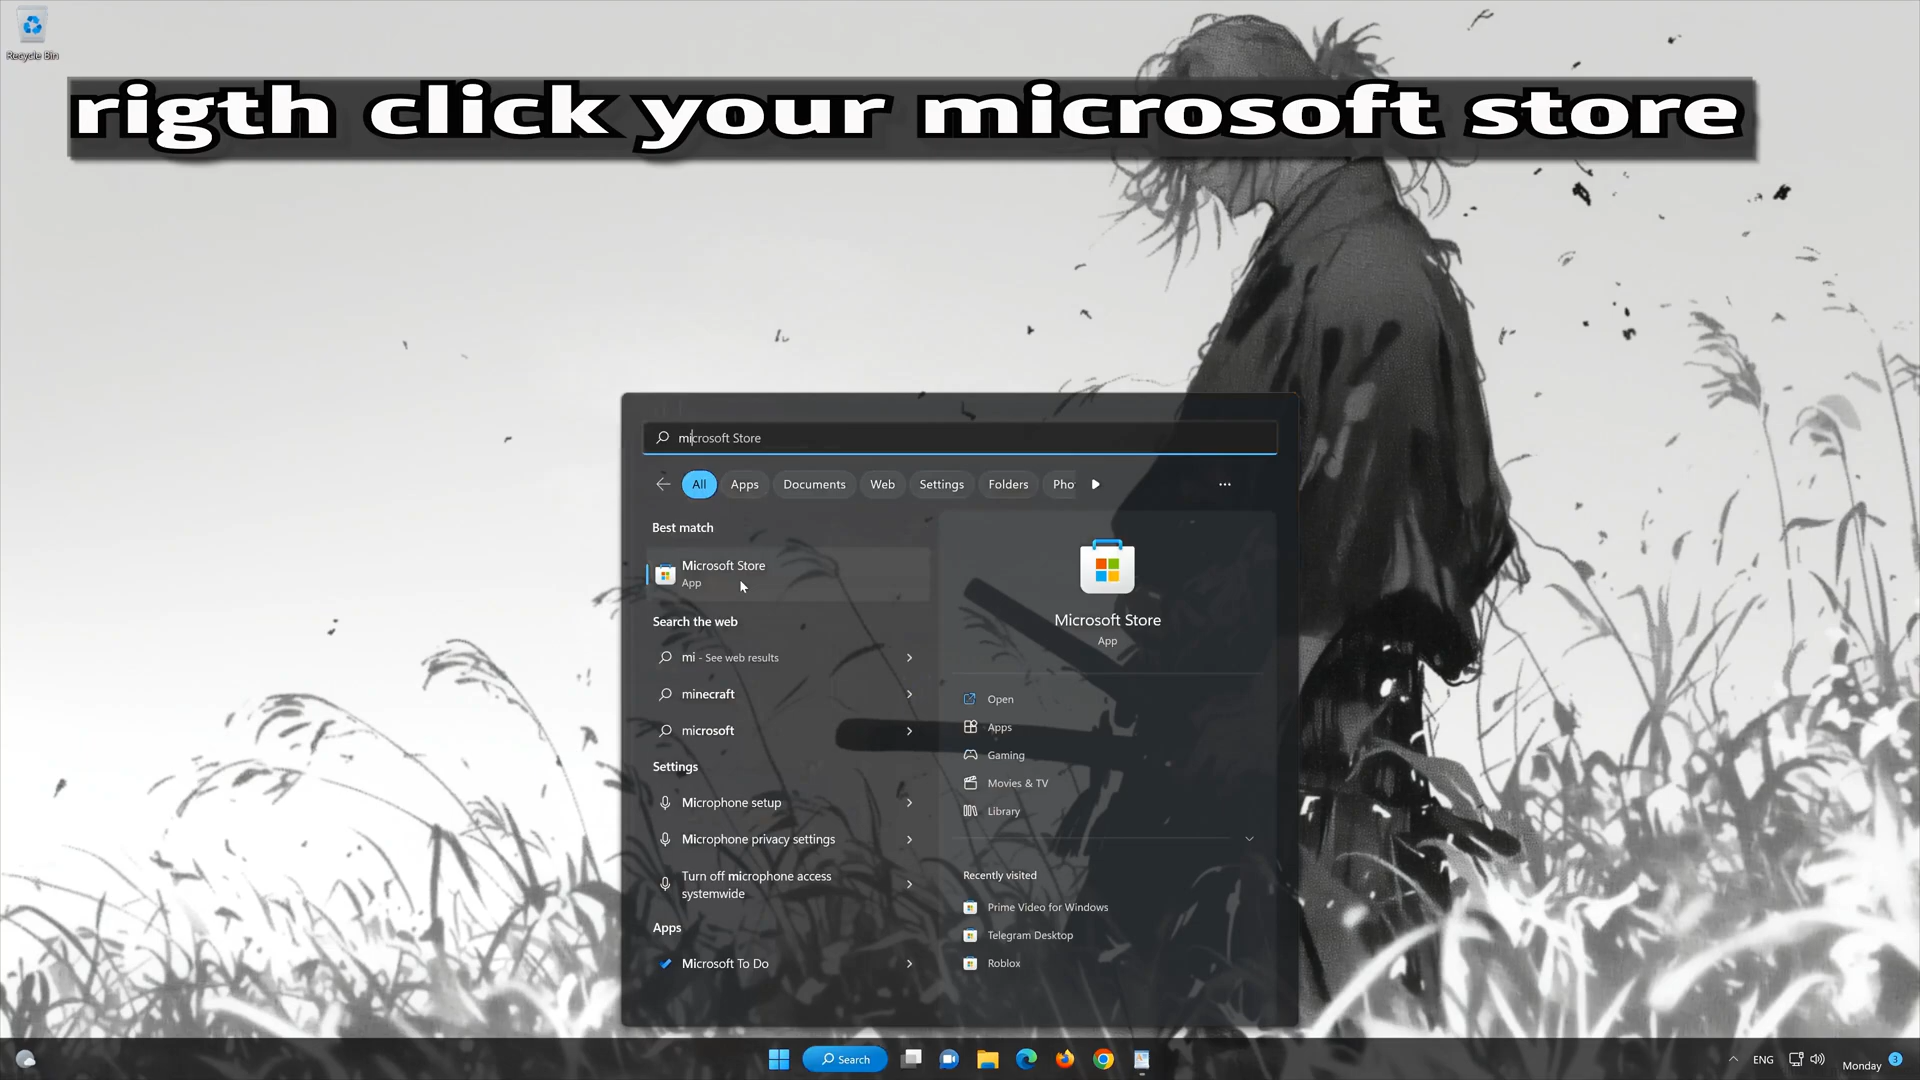 Recycle Bin
rigth click your microsoft store
microsoft Store
All Apps Documents Web Settings Folders Pho
Best match
Microsoft Store
App
Search the web
mi - See web results
minecraft
microsoft
Settings
Microphone setup
Microphone privacy settings
Turn off microphone access
systemwide
Apps
Microsoft To Do
Microsoft Store
App
Open
Apps
Gaming
Movies & TV
Library
Recently visited
Prime Video for Windows
Telegram Desktop
Roblox
Search
ENG
Monday
3